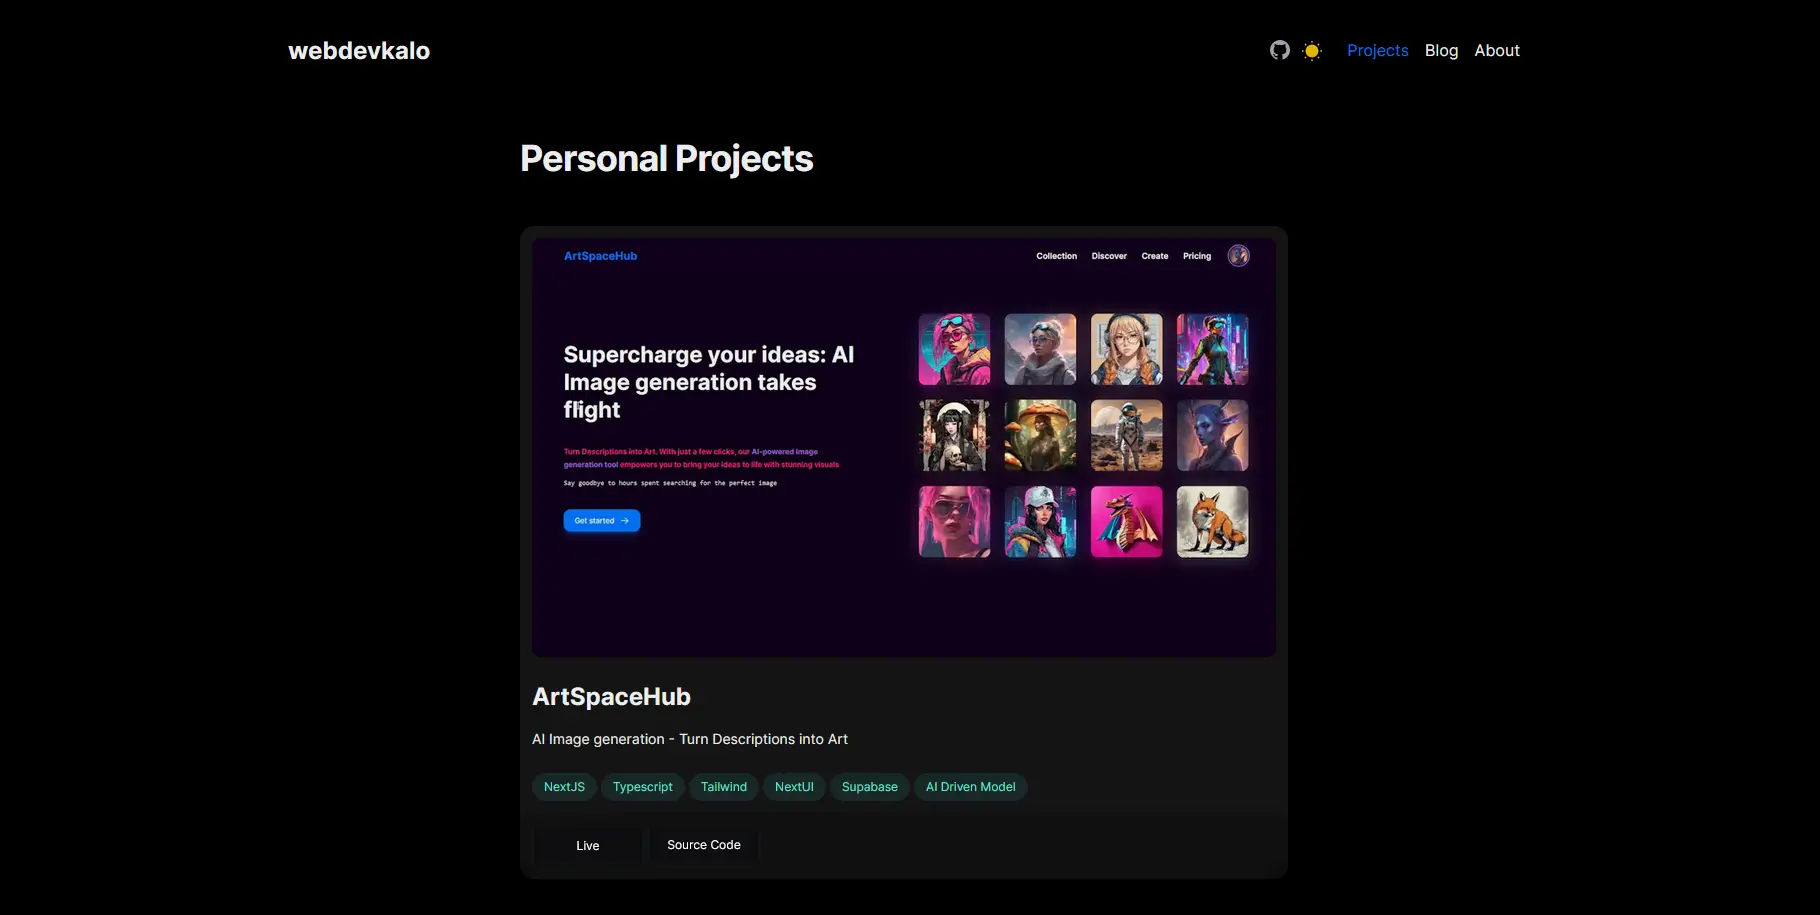 webdevkalo
Projects Blog About
Personal Projects
ArtSpaceHub
Collection Discover Create Pricing
Supercharge your ideas: AI
Image generation takes
flight
Turn Descriptions into Art. With just a few clicks, our AI-powered image
generation tool empowers you to bring your ideas to life with stunning visuals
Say goodbye to hours spent searching for the perfect image
Get started →
ArtSpaceHub
AI Image generation - Turn Descriptions into Art
NextJS Typescript Tailwind NextUI Supabase AI Driven Model
Live Source Code